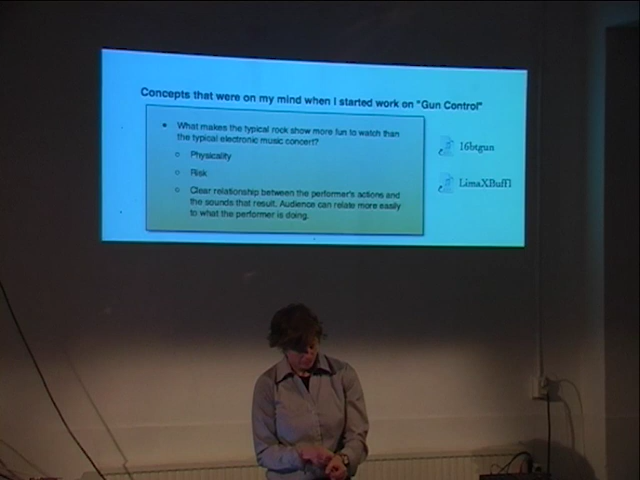 Concepts that were on my mind when I started work on "Gun Control"
• What makes the typical rock show more fun to watch than
the typical electronic music concert?
○ Physicality
○ Risk
○ Clear relationship between the performer's actions and
the sounds that result. Audience can relate more easily
to what the performer is doing.
16btgun
LimaXBuff1